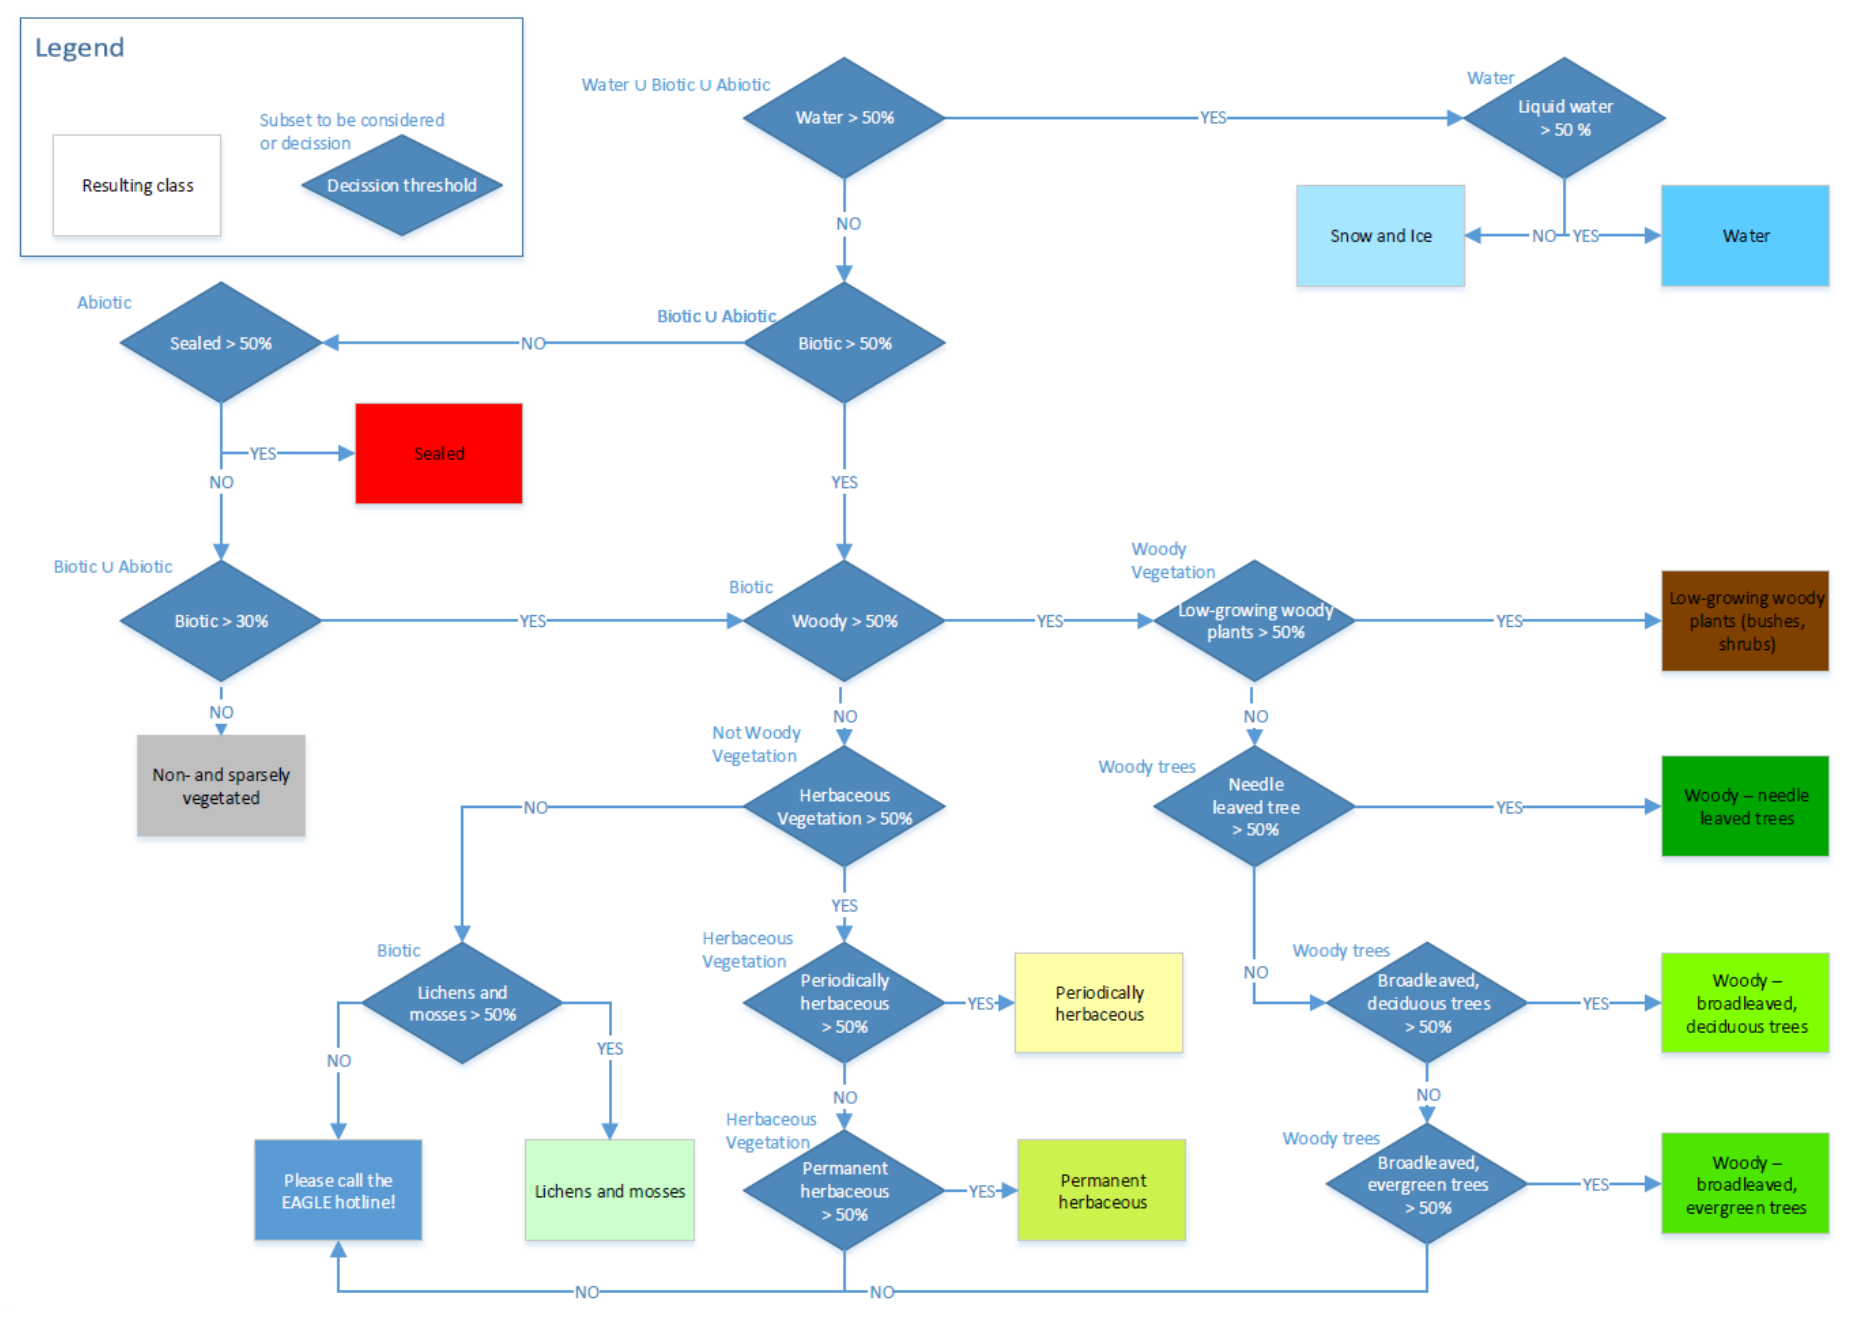 Legend
Subset to be considered
or decission
Resulting class
Decission threshold
Water ∪ Biotic ∪ Abiotic
Water > 50%
YES
Water
Liquid water
> 50 %
NO
Snow and Ice
NO
YES
Water
Abiotic
Sealed > 50%
NO
Biotic ∪ Abiotic
Biotic > 50%
YES
Sealed
NO
YES
Biotic ∪ Abiotic
Biotic > 30%
YES
Biotic
Woody > 50%
YES
Woody
Vegetation
Low-growing woody
plants > 50%
YES
Low-growing woody
plants (bushes,
shrubs)
NO
NO
NO
Non- and sparsely
vegetated
Not Woody
Vegetation
Herbaceous
Vegetation > 50%
NO
Woody trees
Needle
leaved tree
> 50%
YES
Woody – needle
leaved trees
YES
NO
Biotic
Lichens and
mosses > 50%
NO
YES
Herbaceous
Vegetation
Periodically
herbaceous
> 50%
YES
Periodically
herbaceous
Woody trees
Broadleaved,
deciduous trees
> 50%
YES
Woody –
broadleaved,
deciduous trees
NO
NO
Please call the
EAGLE hotline!
Lichens and mosses
Herbaceous
Vegetation
Permanent
herbaceous
> 50%
YES
Permanent
herbaceous
Woody trees
Broadleaved,
evergreen trees
> 50%
YES
Woody –
broadleaved,
evergreen trees
NO
NO